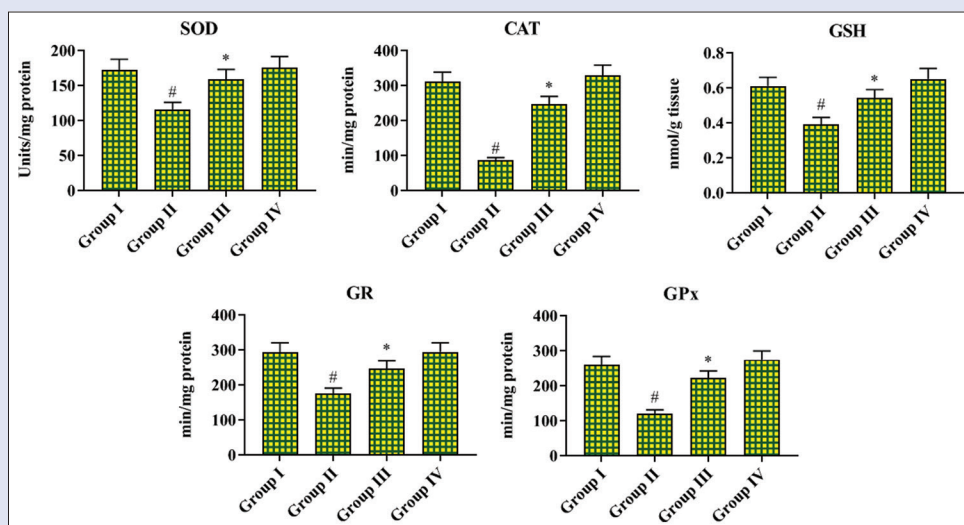 SOD
Units/mg protein
200
150
100
50
0
#
*
Group I
Group II
Group III
Group IV
CAT
min/mg protein
400
300
200
100
0
#
*
Group I
Group II
Group III
Group IV
GSH
nmol/g tissue
0.8
0.6
0.4
0.2
0.0
#
*
Group I
Group II
Group III
Group IV
GR
min/mg protein
400
300
200
100
0
#
*
Group I
Group II
Group III
Group IV
GPx
min/mg protein
400
300
200
100
0
#
*
Group I
Group II
Group III
Group IV